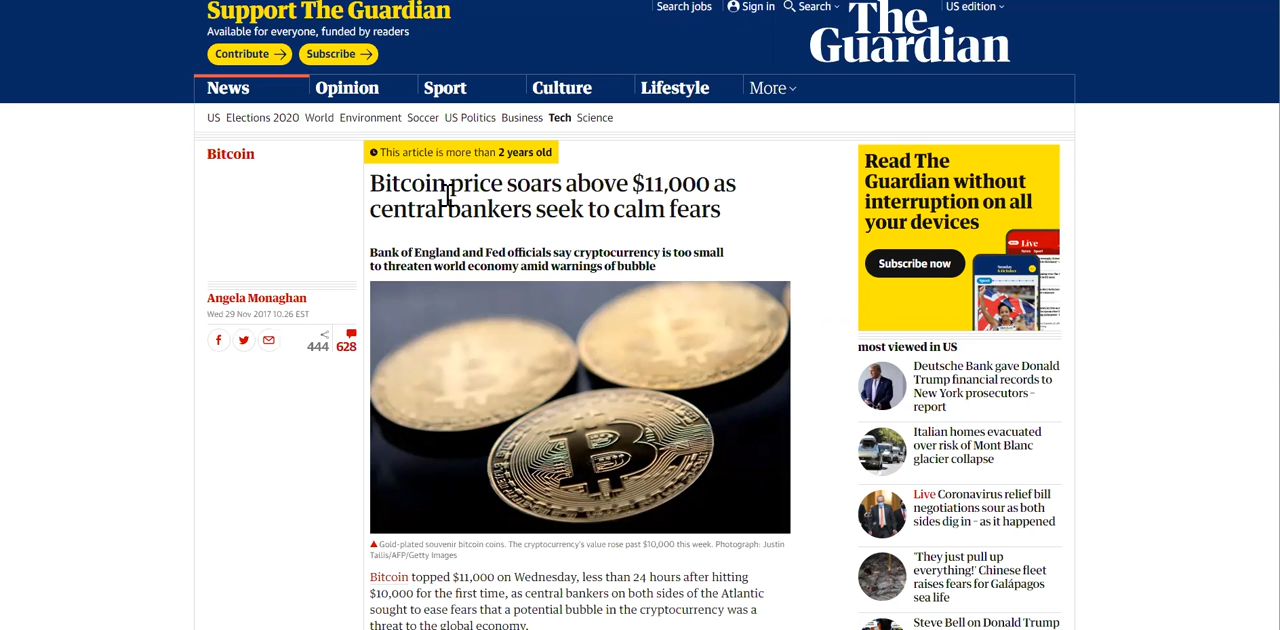 Support The Guardian
Available for everyone, funded by readers
Contribute →
Subscribe →
Search jobs
Sign in
Search
US edition
The
Guardian
News
Opinion
Sport
Culture
Lifestyle
More
US Elections 2020 World Environment Soccer US Politics Business Tech Science
Bitcoin
This article is more than 2 years old
Bitcoin price soars above $11,000 as
central bankers seek to calm fears
Bank of England and Fed officials say cryptocurrency is too small
to threaten world economy amid warnings of bubble
Angela Monaghan
Wed 29 Nov 2017 10.26 EST
444
628
Gold-plated souvenir bitcoin coins. The cryptocurrency's value rose past $10,000 this week. Photograph: Justin
Tallis/AFP/Getty Images
Bitcoin topped $11,000 on Wednesday, less than 24 hours after hitting
$10,000 for the first time, as central bankers on both sides of the Atlantic
sought to ease fears that a potential bubble in the cryptocurrency was a
threat to the global economy.
Read The
Guardian without
interruption on all
your devices
Subscribe now
Live
most viewed in US
Deutsche Bank gave Donald
Trump financial records to
New York prosecutors –
report
Italian homes evacuated
over risk of Mont Blanc
glacier collapse
Live Coronavirus relief bill
negotiations sour as both
sides dig in – as it happened
'They just pull up
everything!' Chinese fleet
raises fears for Galápagos
sea life
Steve Bell on Donald Trump